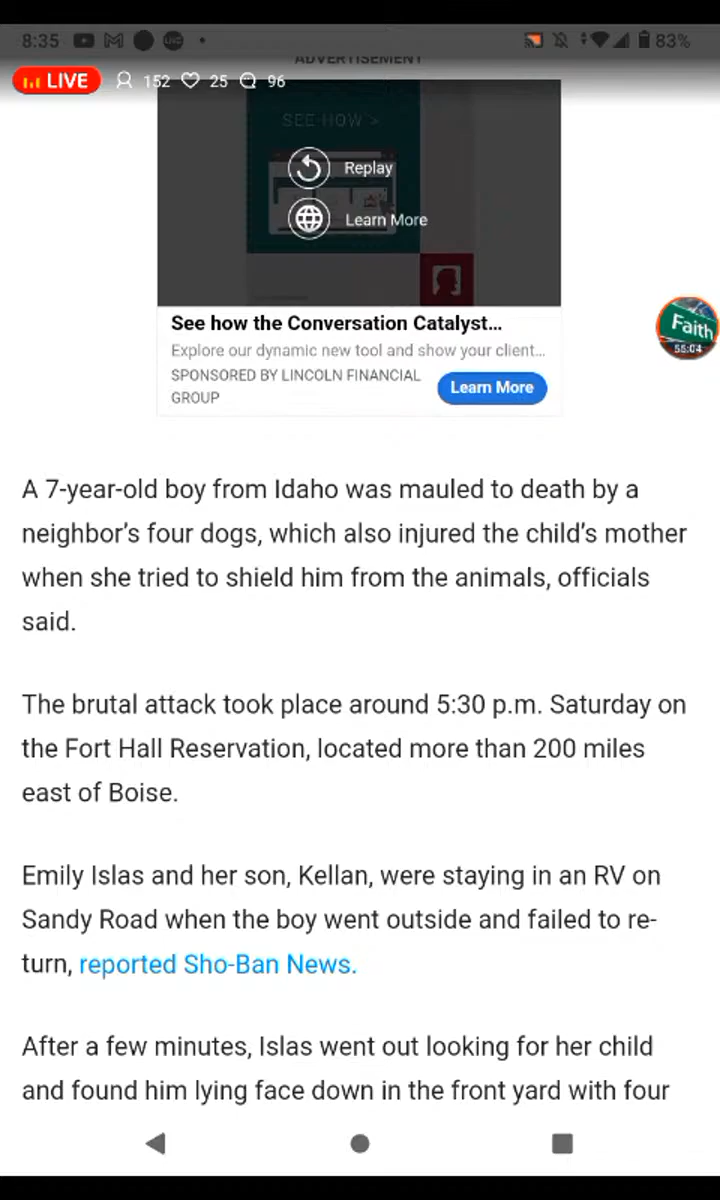 8:35
83%
ADVERTISEMENT
LIVE 152 25 96
SEE HOW >
Replay
Learn More
Faith
55:04
See how the Conversation Catalyst...
Explore our dynamic new tool and show your client...
SPONSORED BY LINCOLN FINANCIAL
GROUP
Learn More
A 7-year-old boy from Idaho was mauled to death by a
neighbor’s four dogs, which also injured the child’s mother
when she tried to shield him from the animals, officials
said.
The brutal attack took place around 5:30 p.m. Saturday on
the Fort Hall Reservation, located more than 200 miles
east of Boise.
Emily Islas and her son, Kellan, were staying in an RV on
Sandy Road when the boy went outside and failed to re-
turn, reported Sho-Ban News.
After a few minutes, Islas went out looking for her child
and found him lying face down in the front yard with four